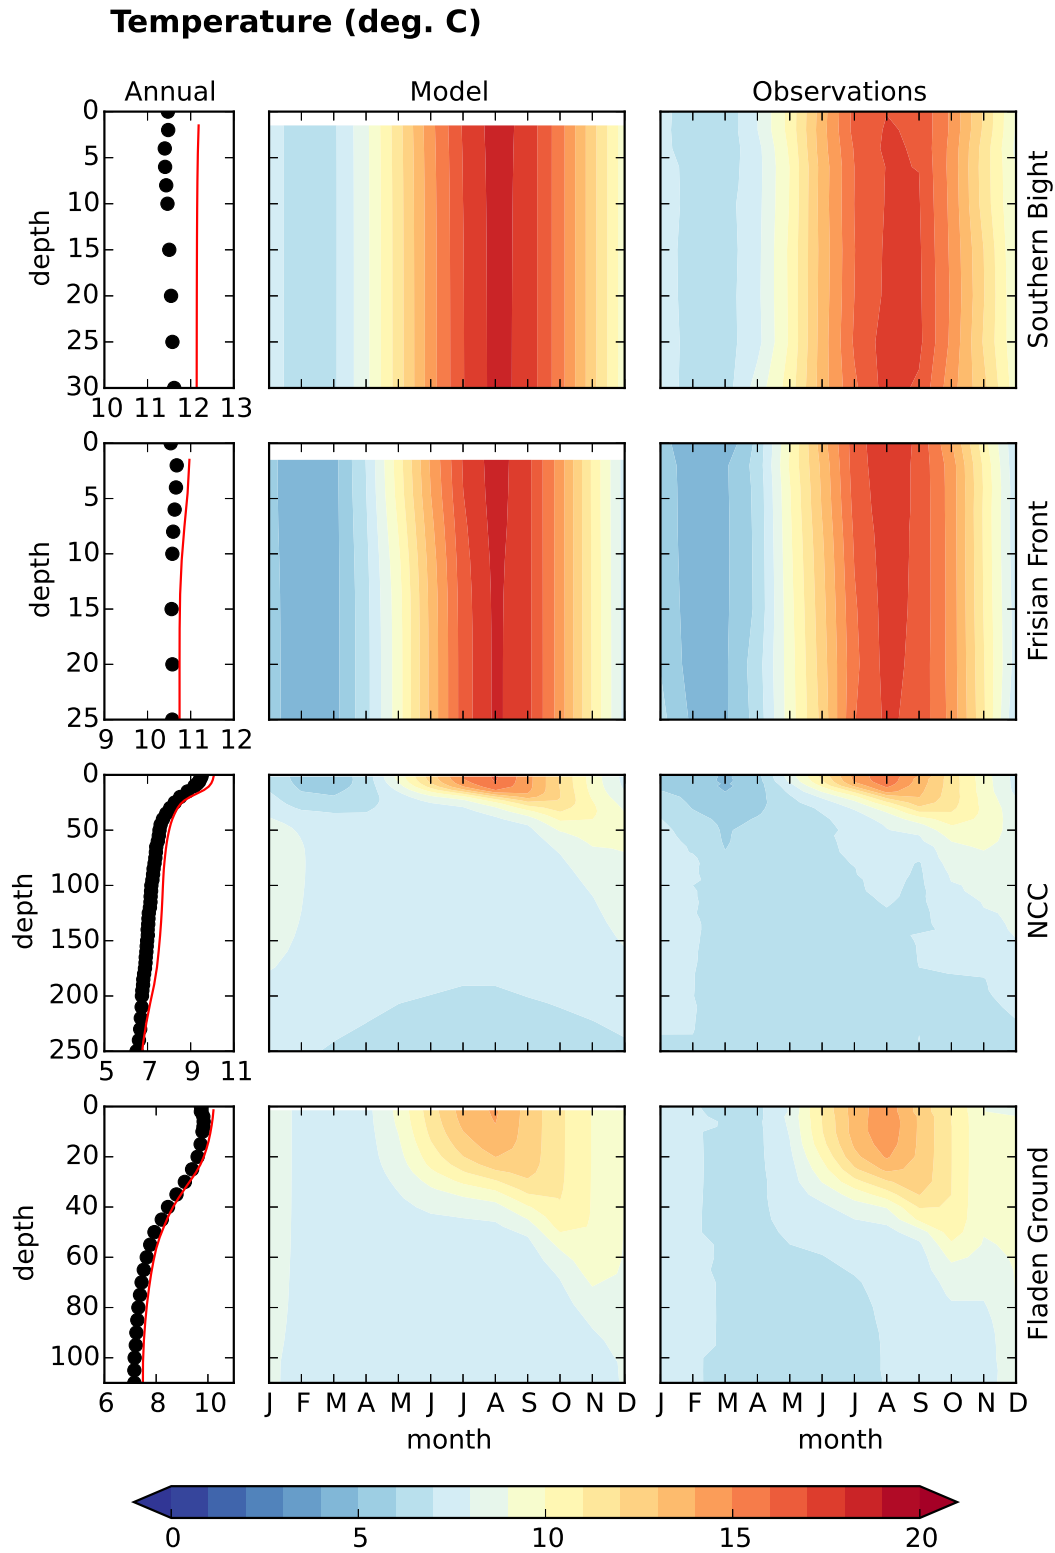 Temperature (deg. C)
Annual Model Observations
0
5
10
15
20
25
30
depth
10 11 12 13
Southern Bight
0
5
10
15
20
25
depth
9 10 11 12
Frisian Front
0
50
100
150
200
250
depth
5 7 9 11
NCC
0
20
40
60
80
100
depth
6 8 10
Fladen Ground
J F M A M J J A S O N D
month
J F M A M J J A S O N D
month
0 5 10 15 20